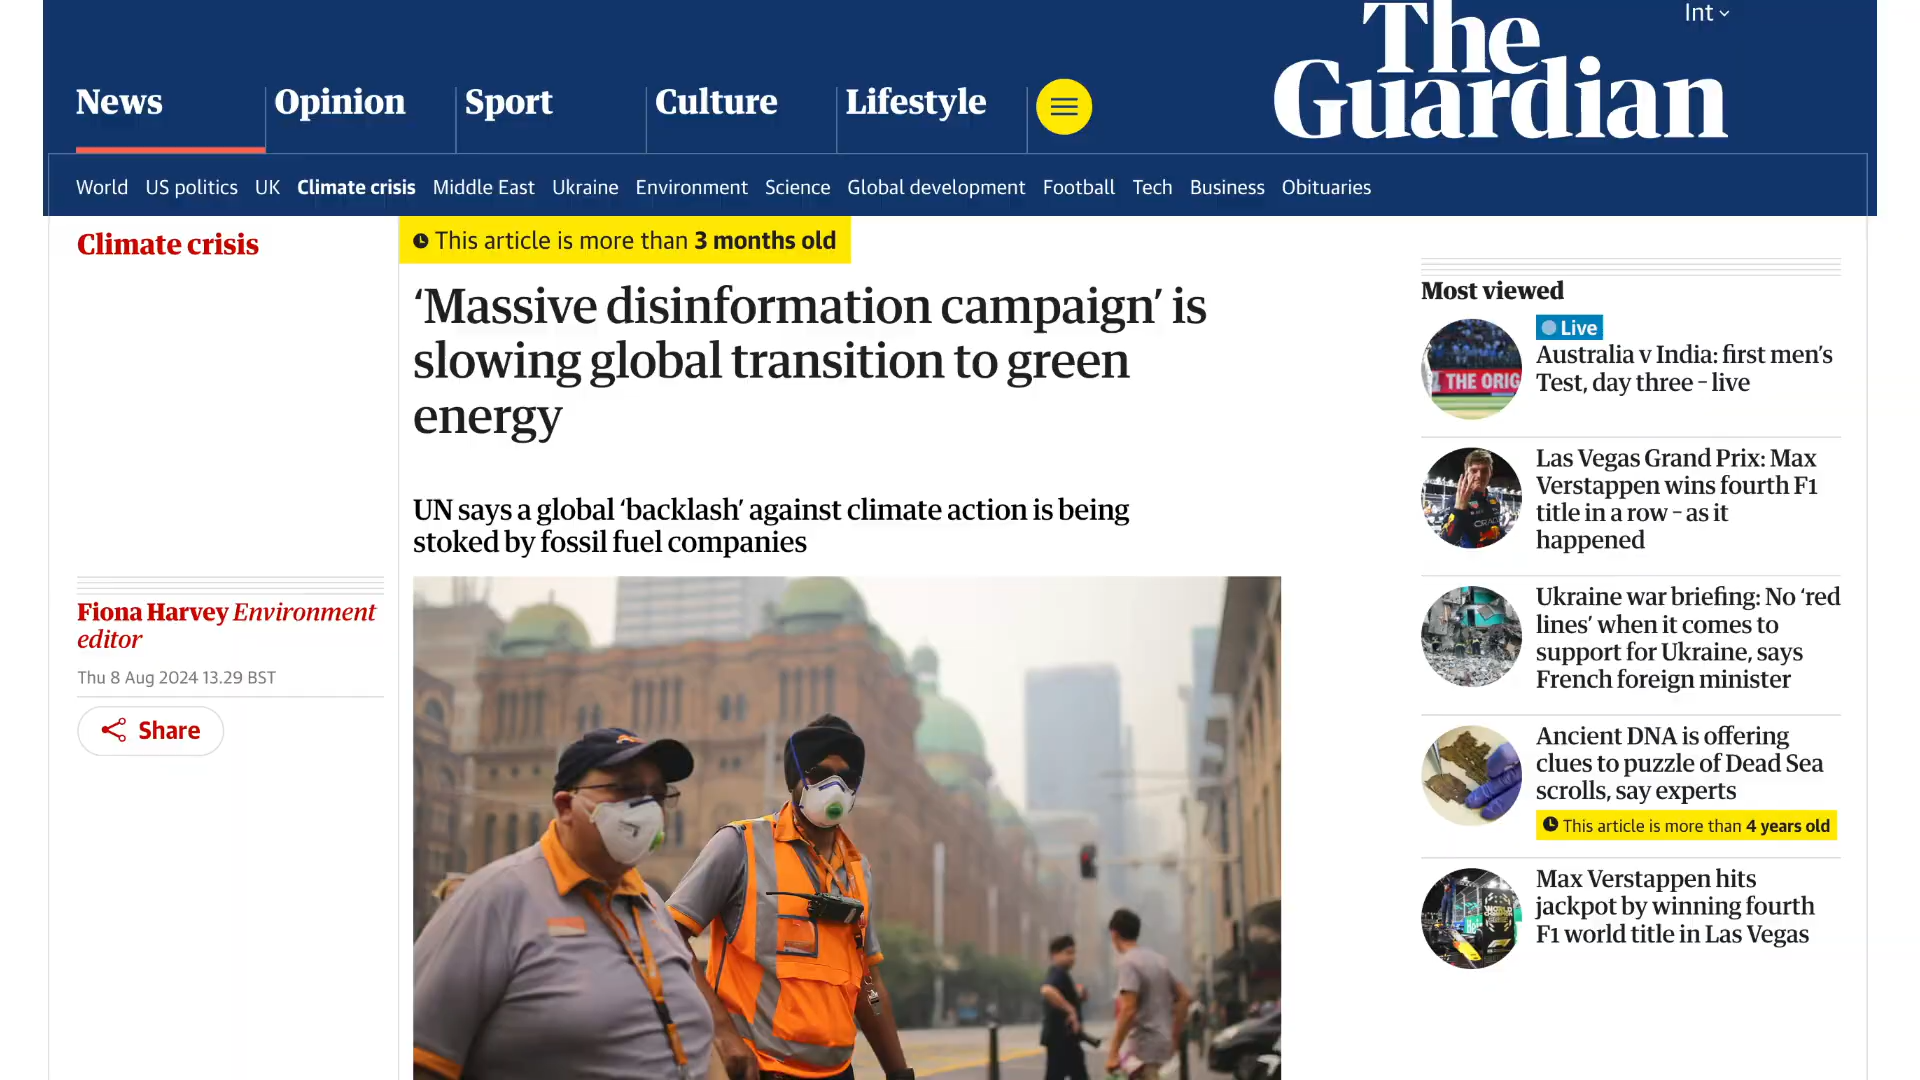 Int
The
Guardian
News
Opinion
Sport
Culture
Lifestyle
World
US politics
UK
Climate crisis
Middle East
Ukraine
Environment
Science
Global development
Football
Tech
Business
Obituaries
Climate crisis
This article is more than 3 months old
‘Massive disinformation campaign’ is
slowing global transition to green
energy
UN says a global ‘backlash’ against climate action is being
stoked by fossil fuel companies
Fiona Harvey Environment
editor
Thu 8 Aug 2024 13.29 BST
Share
Most viewed
Live
Australia v India: first men’s
Test, day three – live
THE ORIG
Las Vegas Grand Prix: Max
Verstappen wins fourth F1
title in a row – as it
happened
Ukraine war briefing: No ‘red
lines’ when it comes to
support for Ukraine, says
French foreign minister
Ancient DNA is offering
clues to puzzle of Dead Sea
scrolls, say experts
This article is more than 4 years old
Max Verstappen hits
jackpot by winning fourth
F1 world title in Las Vegas